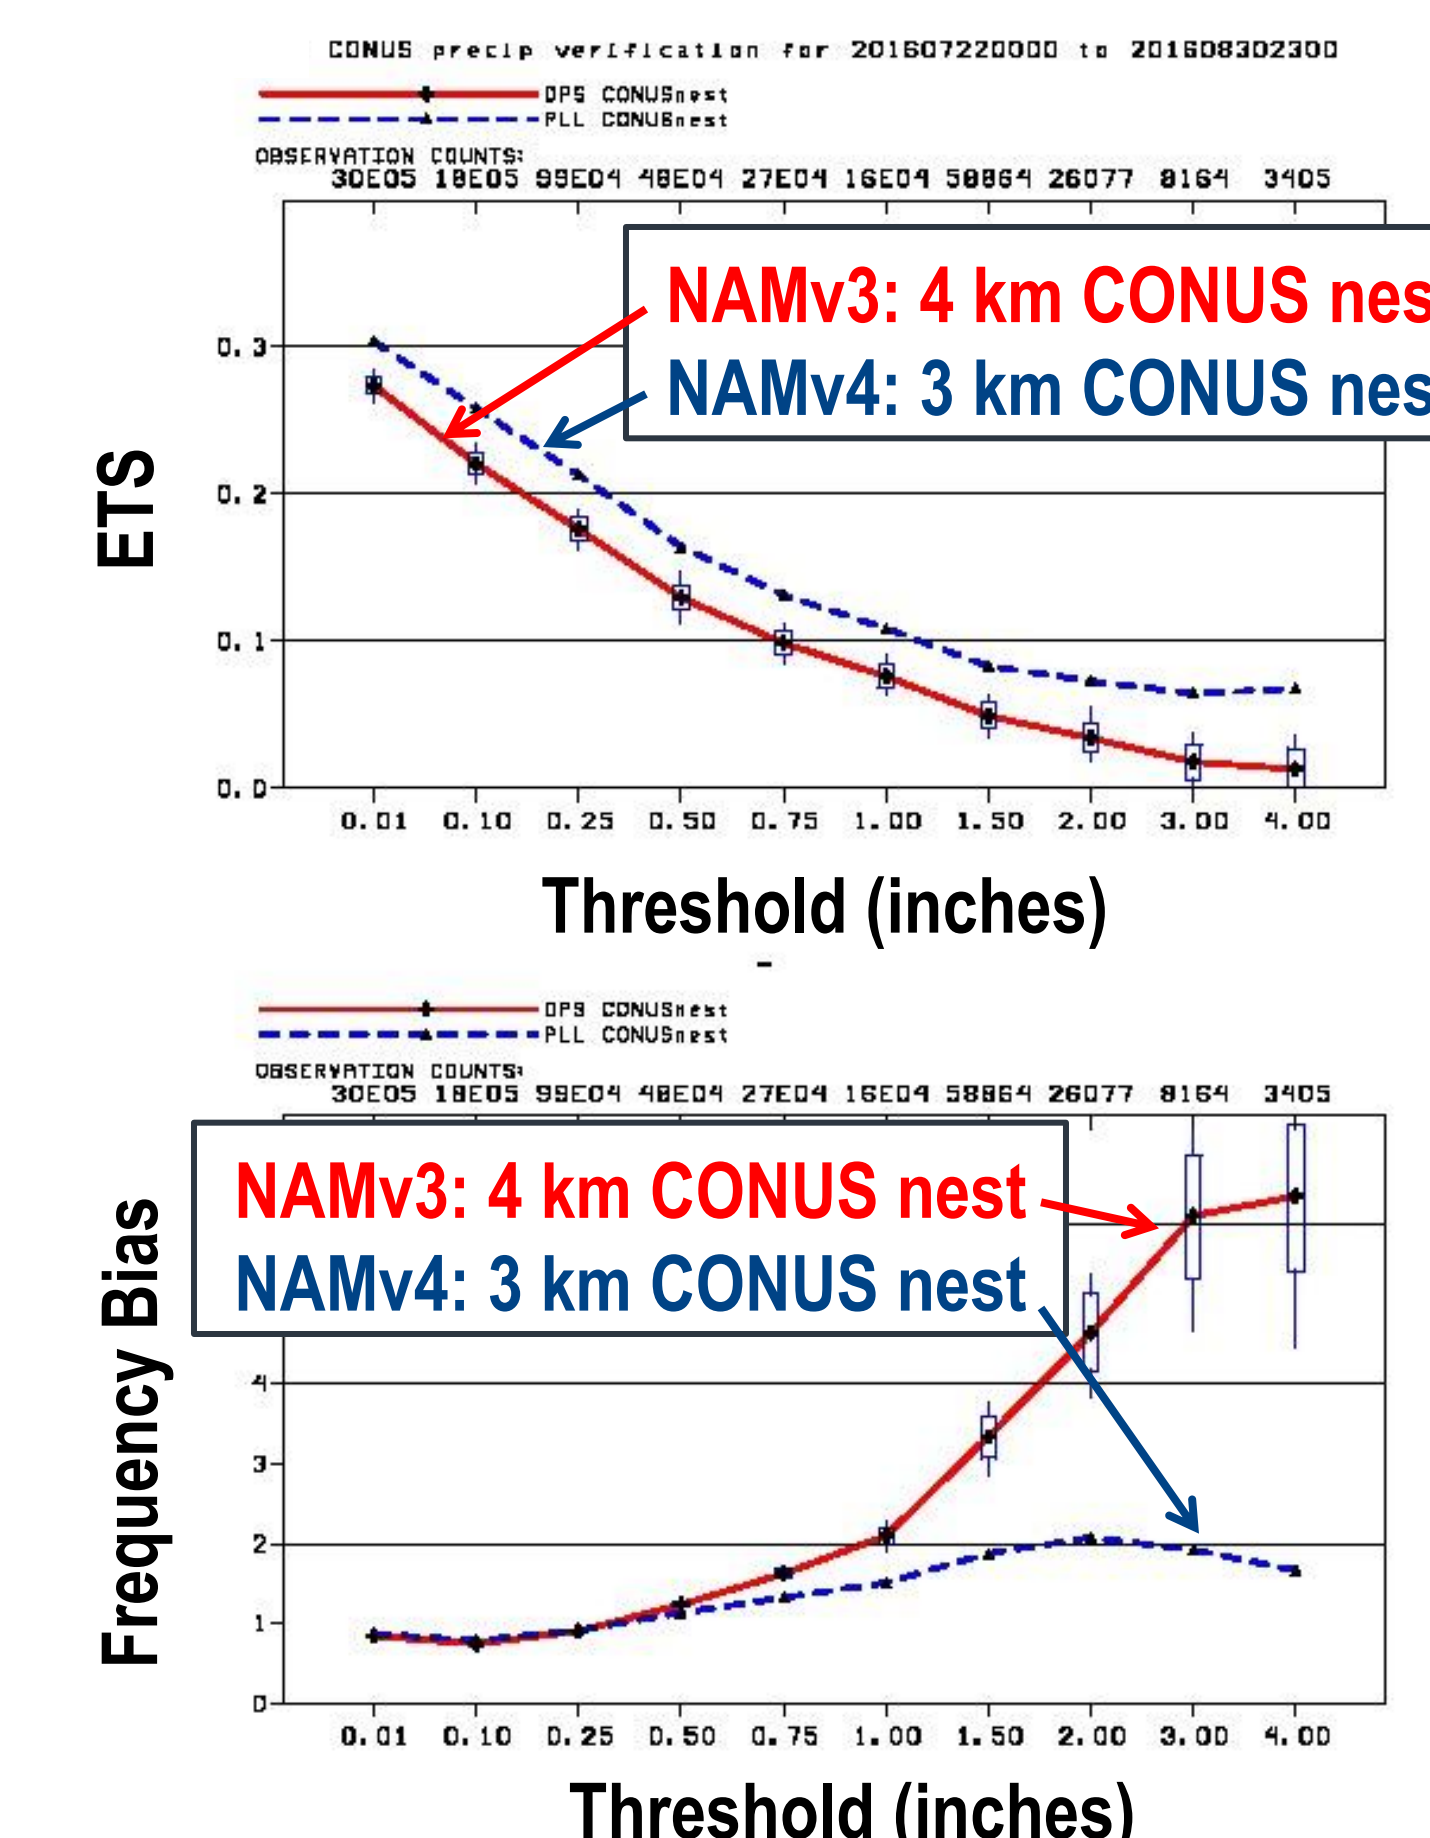 CONUS precip verification for 201607220000 to 201608302300
OPS CONUSnest
PLL CONUSnest
OBSERVATION COUNTS:
30E05 18E05 99E04 48E04 27E04 16E04 58864 26077 8164 3405
NAMv3: 4 km CONUS nes
NAMv4: 3 km CONUS nes
0.3
0.2
0.1
0.0
ETS
0.01 0.10 0.25 0.50 0.75 1.00 1.50 2.00 3.00 4.00
Threshold (inches)
OPS CONUSnest
PLL CONUSnest
OBSERVATION COUNTS:
30E05 18E05 99E04 48E04 27E04 16E04 58864 26077 8164 3405
NAMv3: 4 km CONUS nest
NAMv4: 3 km CONUS nest
4
3
2
1
0
Frequency Bias
0.01 0.10 0.25 0.50 0.75 1.00 1.50 2.00 3.00 4.00
Threshold (inches)